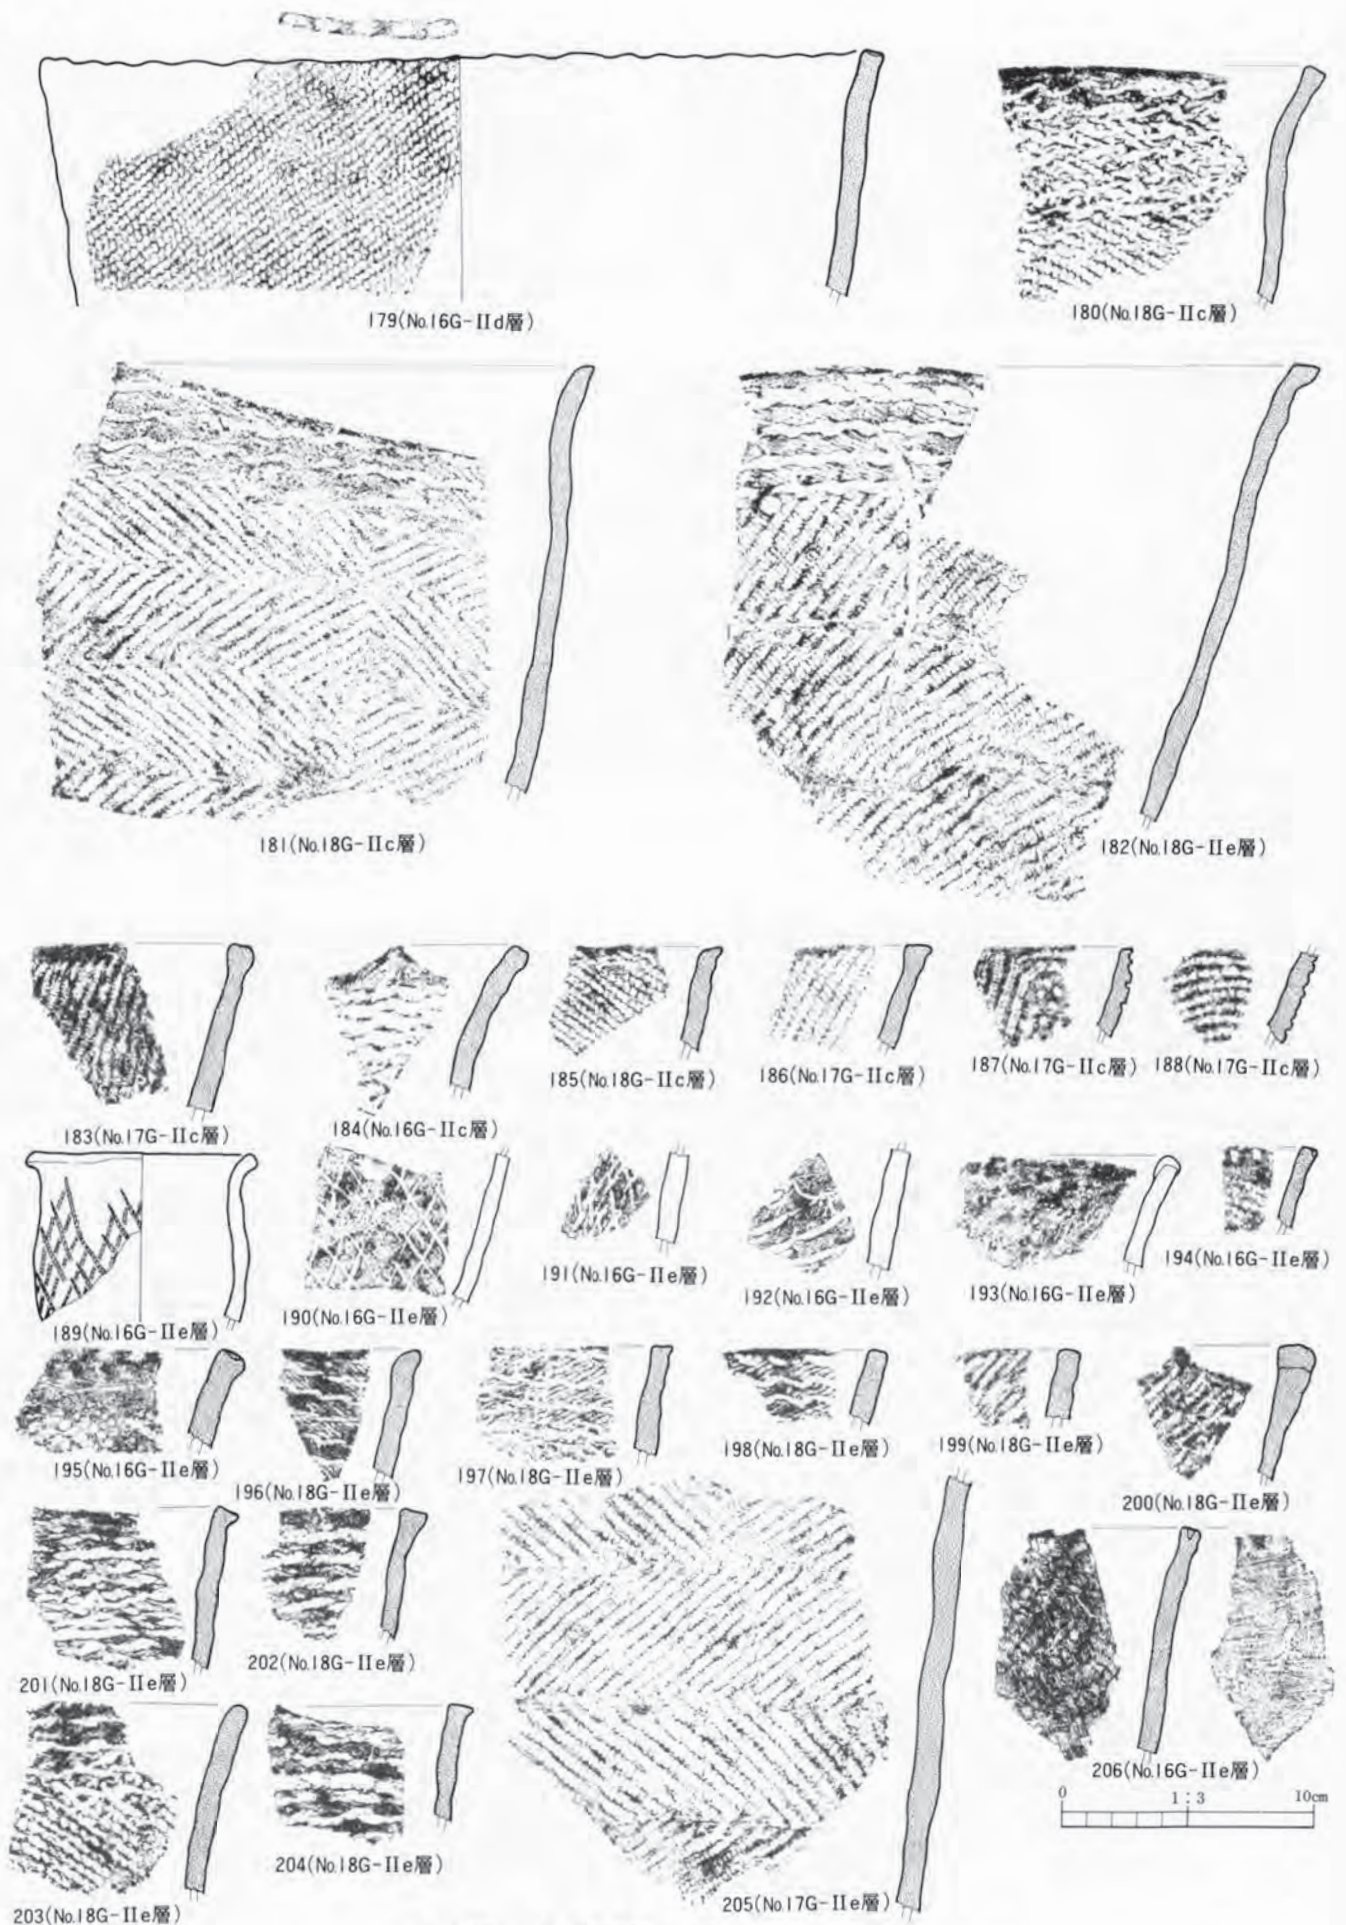 179(No.16G-IId層)
180(No.18G-IIc層)
181(No.18G-IIc層)
182(No.18G-IIe層)
183(No.17G-IIc層)
184(No.16G-IIc層)
185(No.18G-IIc層)
186(No.17G-IIc層)
187(No.17G-IIc層)
188(No.17G-IIc層)
189(No.16G-IIe層)
190(No.16G-IIe層)
191(No.16G-IIe層)
192(No.16G-IIe層)
193(No.16G-IIe層)
194(No.16G-IIe層)
195(No.16G-IIe層)
196(No.18G-IIe層)
197(No.18G-IIe層)
198(No.18G-IIe層)
199(No.18G-IIe層)
200(No.18G-IIe層)
201(No.18G-IIe層)
202(No.18G-IIe層)
203(No.18G-IIe層)
204(No.18G-IIe層)
205(No.17G-IIe層)
206(No.16G-IIe層)
0 1:3 10cm